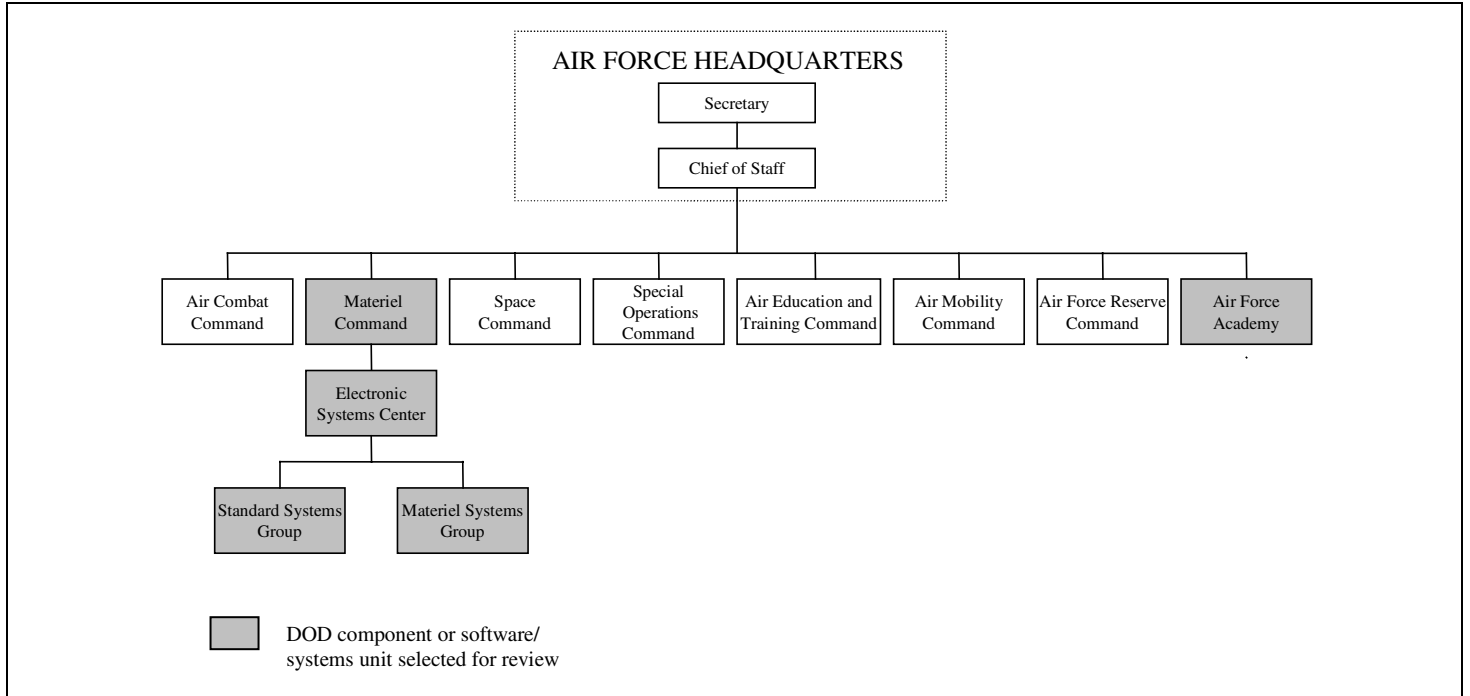 AIR FORCE HEADQUARTERS
Secretary
Chief of Staff
Air Combat
Command
Materiel
Command
Space
Command
Special
Operations
Command
Air Education and
Training Command
Air Mobility
Command
Air Force Reserve
Command
Air Force
Academy
.
Electronic
Systems Center
Standard Systems
Group
Materiel Systems
Group
DOD component or software/
systems unit selected for review